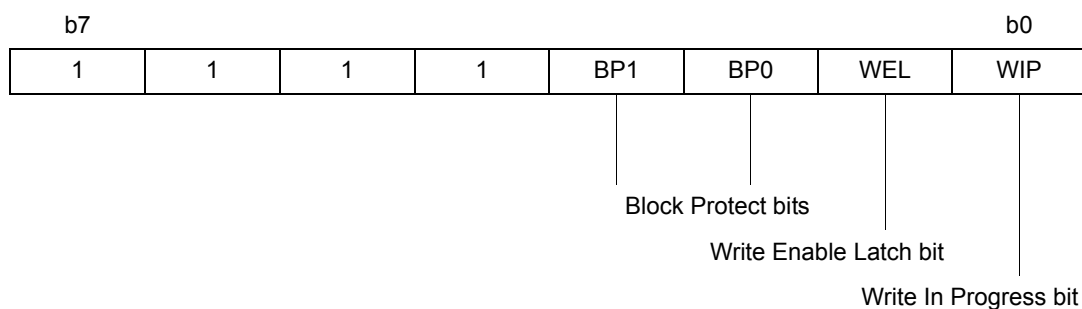 b7 b0
1 1 1 1 BP1 BP0 WEL WIP
Block Protect bits
Write Enable Latch bit
Write In Progress bit